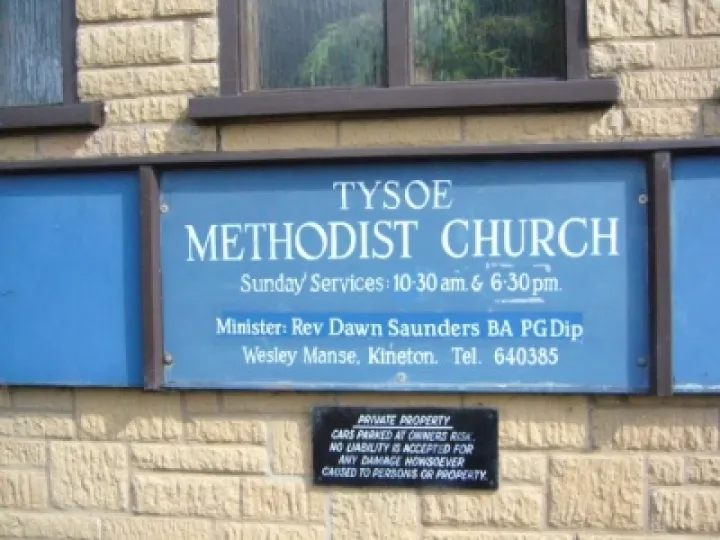 TYSOE
METHODIST CHURCH
Sunday Services: 10·30 am. & 6·30 pm.
Minister: Rev Dawn Saunders BA PGDip
Wesley Manse, Kineton. Tel. 640385
PRIVATE PROPERTY
CARS PARKED AT OWNERS RISK.
NO LIABILITY IS ACCEPTED FOR
ANY DAMAGE HOWSOEVER
CAUSED TO PERSONS OR PROPERTY.